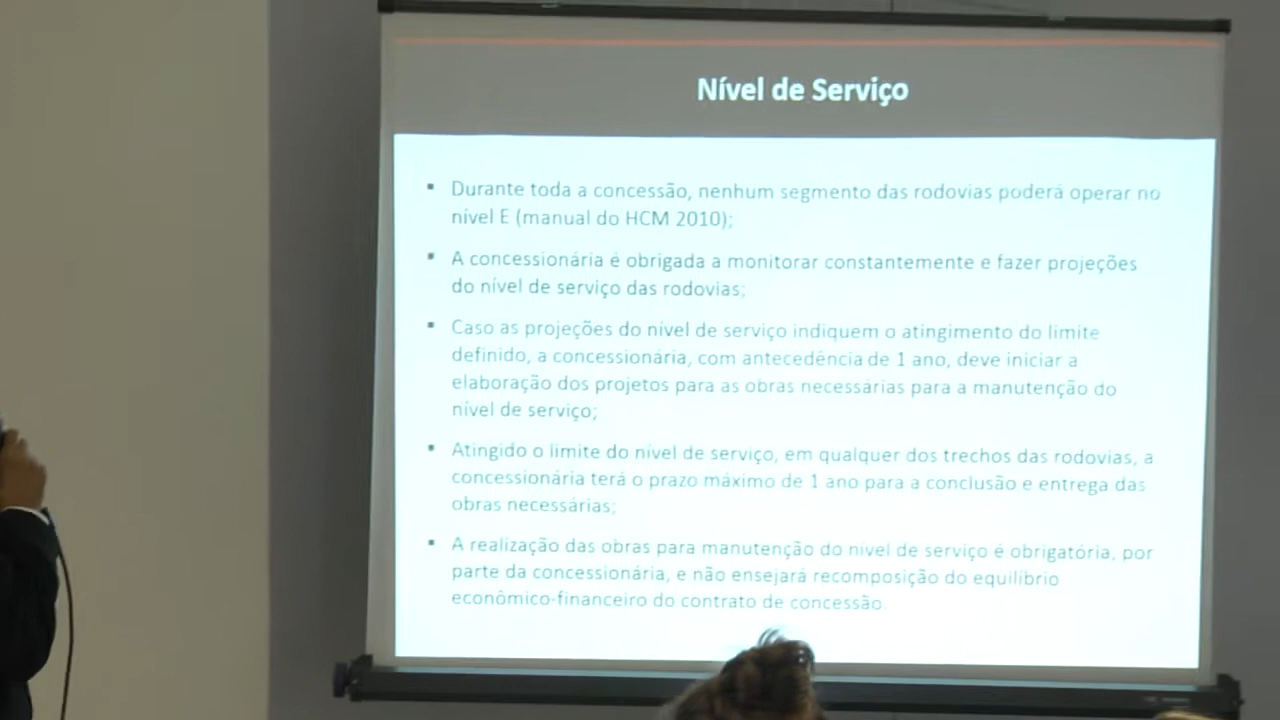 Nível de Serviço
▪ Durante toda a concessão, nenhum segmento das rodovias poderá operar no
nível E (manual do HCM 2010);
▪ A concessionária é obrigada a monitorar constantemente e fazer projeções
do nível de serviço das rodovias;
▪ Caso as projeções do nível de serviço indiquem o atingimento do limite
definido, a concessionária, com antecedência de 1 ano, deve iniciar a
elaboração dos projetos para as obras necessárias para a manutenção do
nível de serviço;
▪ Atingido o limite do nível de serviço, em qualquer dos trechos das rodovias, a
concessionária terá o prazo máximo de 1 ano para a conclusão e entrega das
obras necessárias;
▪ A realização das obras para manutenção do nível de serviço é obrigatória, por
parte da concessionária, e não ensejará recomposição do equilíbrio
econômico-financeiro do contrato de concessão.